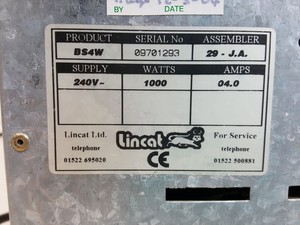 BY DATE
PRODUCT SERIAL No ASSEMBLER
BS4W 09701293 29 - J.A.
SUPPLY WATTS AMPS
240V~ 1000 04.0
Lincat Ltd. Lincat For Service
telephone telephone
01522 695020 CE 01522 500881